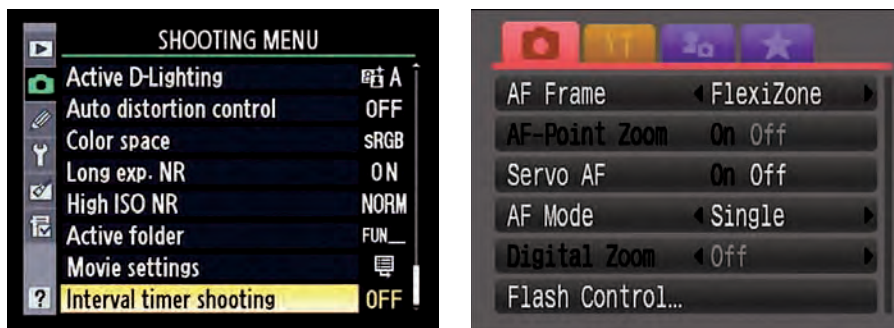 SHOOTING MENU
Active D-Lighting A
Auto distortion control OFF
Color space sRGB
Long exp. NR ON
High ISO NR NORM
Active folder FUN__
Movie settings
? Interval timer shooting OFF
AF Frame FlexiZone
AF-Point Zoom On Off
Servo AF On Off
AF Mode Single
Digital Zoom Off
Flash Control...